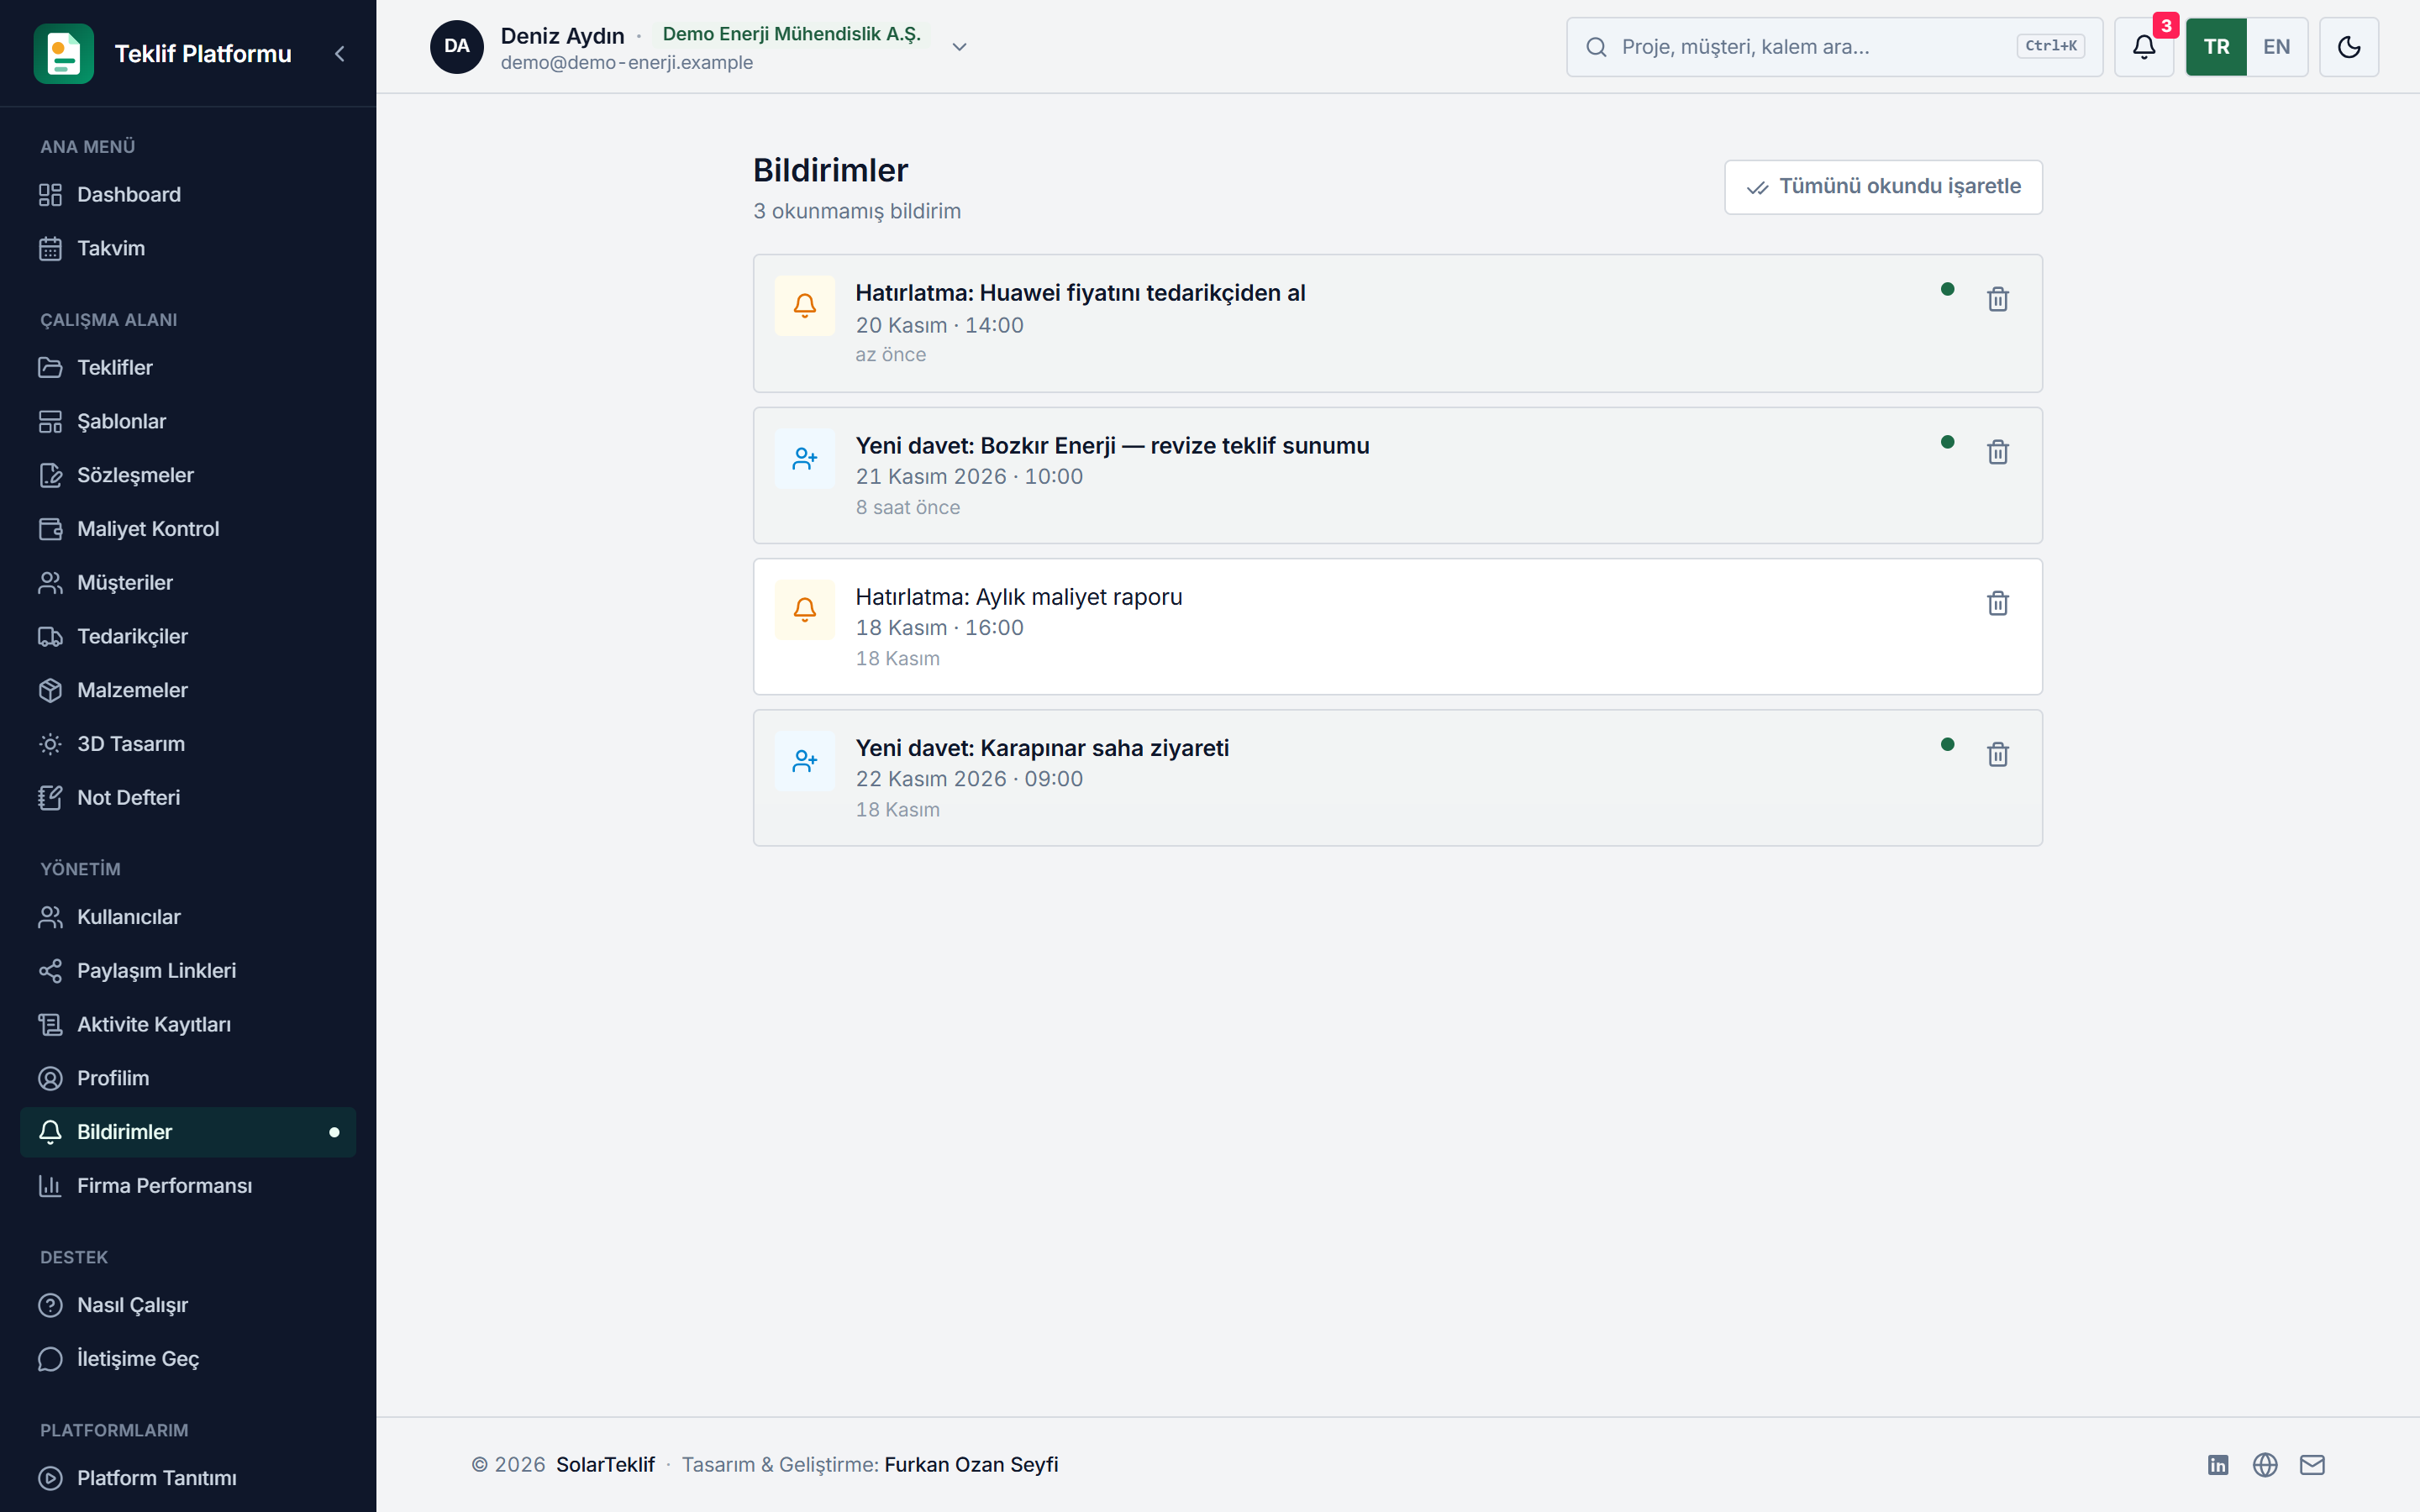 Teklif Platformu
ANA MENÜ
Dashboard
Takvim
ÇALIŞMA ALANI
Teklifler
Şablonlar
Sözleşmeler
Maliyet Kontrol
Müşteriler
Tedarikçiler
Malzemeler
3D Tasarım
Not Defteri
YÖNETİM
Kullanıcılar
Paylaşım Linkleri
Aktivite Kayıtları
Profilim
Bildirimler
Firma Performansı
DESTEK
Nasıl Çalışır
İletişime Geç
PLATFORMLARIM
Platform Tanıtımı
DA
Deniz Aydın · Demo Enerji Mühendislik A.Ş.
demo@demo-enerji.example
Proje, müşteri, kalem ara... Ctrl+K
3
TR EN
Bildirimler
3 okunmamış bildirim
Tümünü okundu işaretle
Hatırlatma: Huawei fiyatını tedarikçiden al
20 Kasım · 14:00
az önce
Yeni davet: Bozkır Enerji — revize teklif sunumu
21 Kasım 2026 · 10:00
8 saat önce
Hatırlatma: Aylık maliyet raporu
18 Kasım · 16:00
18 Kasım
Yeni davet: Karapınar saha ziyareti
22 Kasım 2026 · 09:00
18 Kasım
© 2026 SolarTeklif · Tasarım & Geliştirme: Furkan Ozan Seyfi